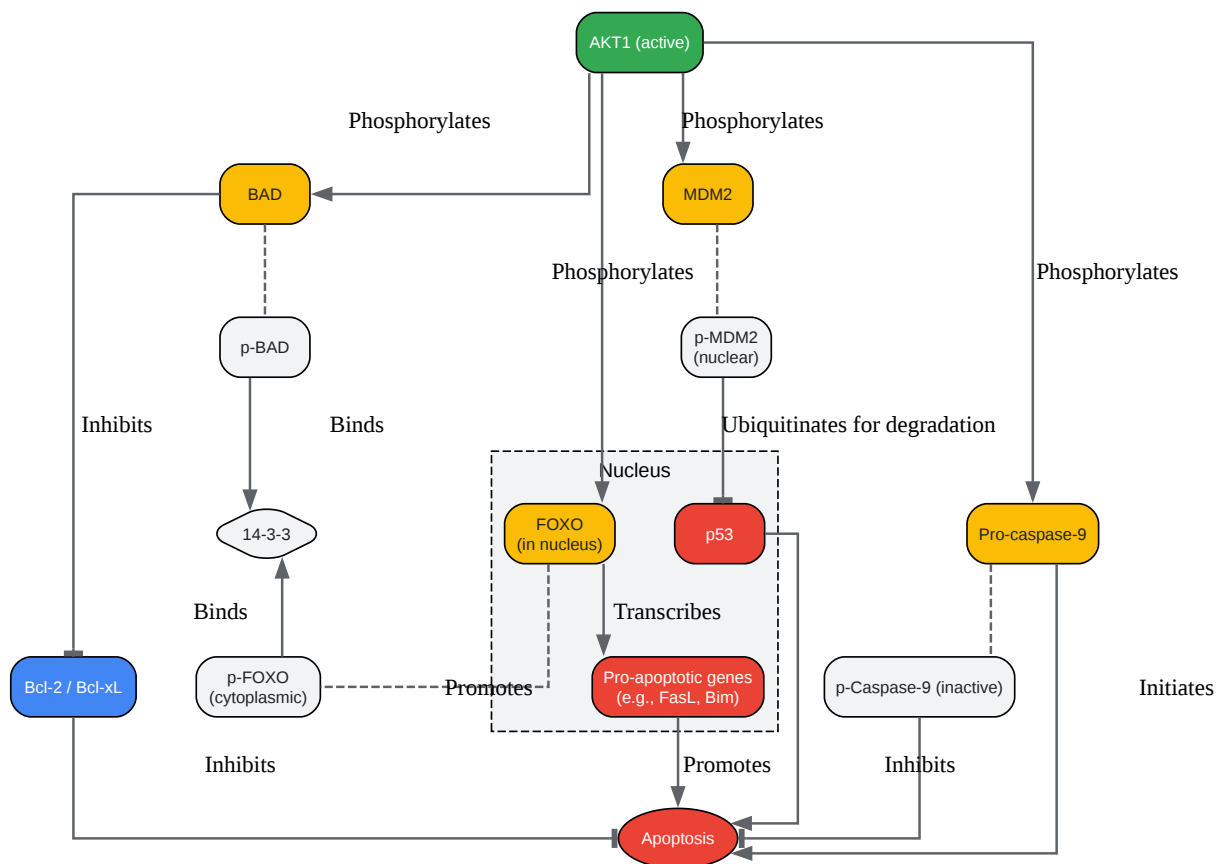 AKT1 (active)
Phosphorylates
Phosphorylates
BAD
MDM2
Phosphorylates
Phosphorylates
p-BAD
p-MDM2
(nuclear)
Inhibits
Binds
Ubiquitinates for degradation
Nucleus
14-3-3
FOXO
(in nucleus)
p53
Pro-caspase-9
Binds
Transcribes
Bcl-2 / Bcl-xL
p-FOXO
(cytoplasmic)
Promotes
Pro-apoptotic genes
(e.g., FasL, Bim)
p-Caspase-9 (inactive)
Initiates
Inhibits
Promotes
Inhibits
Apoptosis